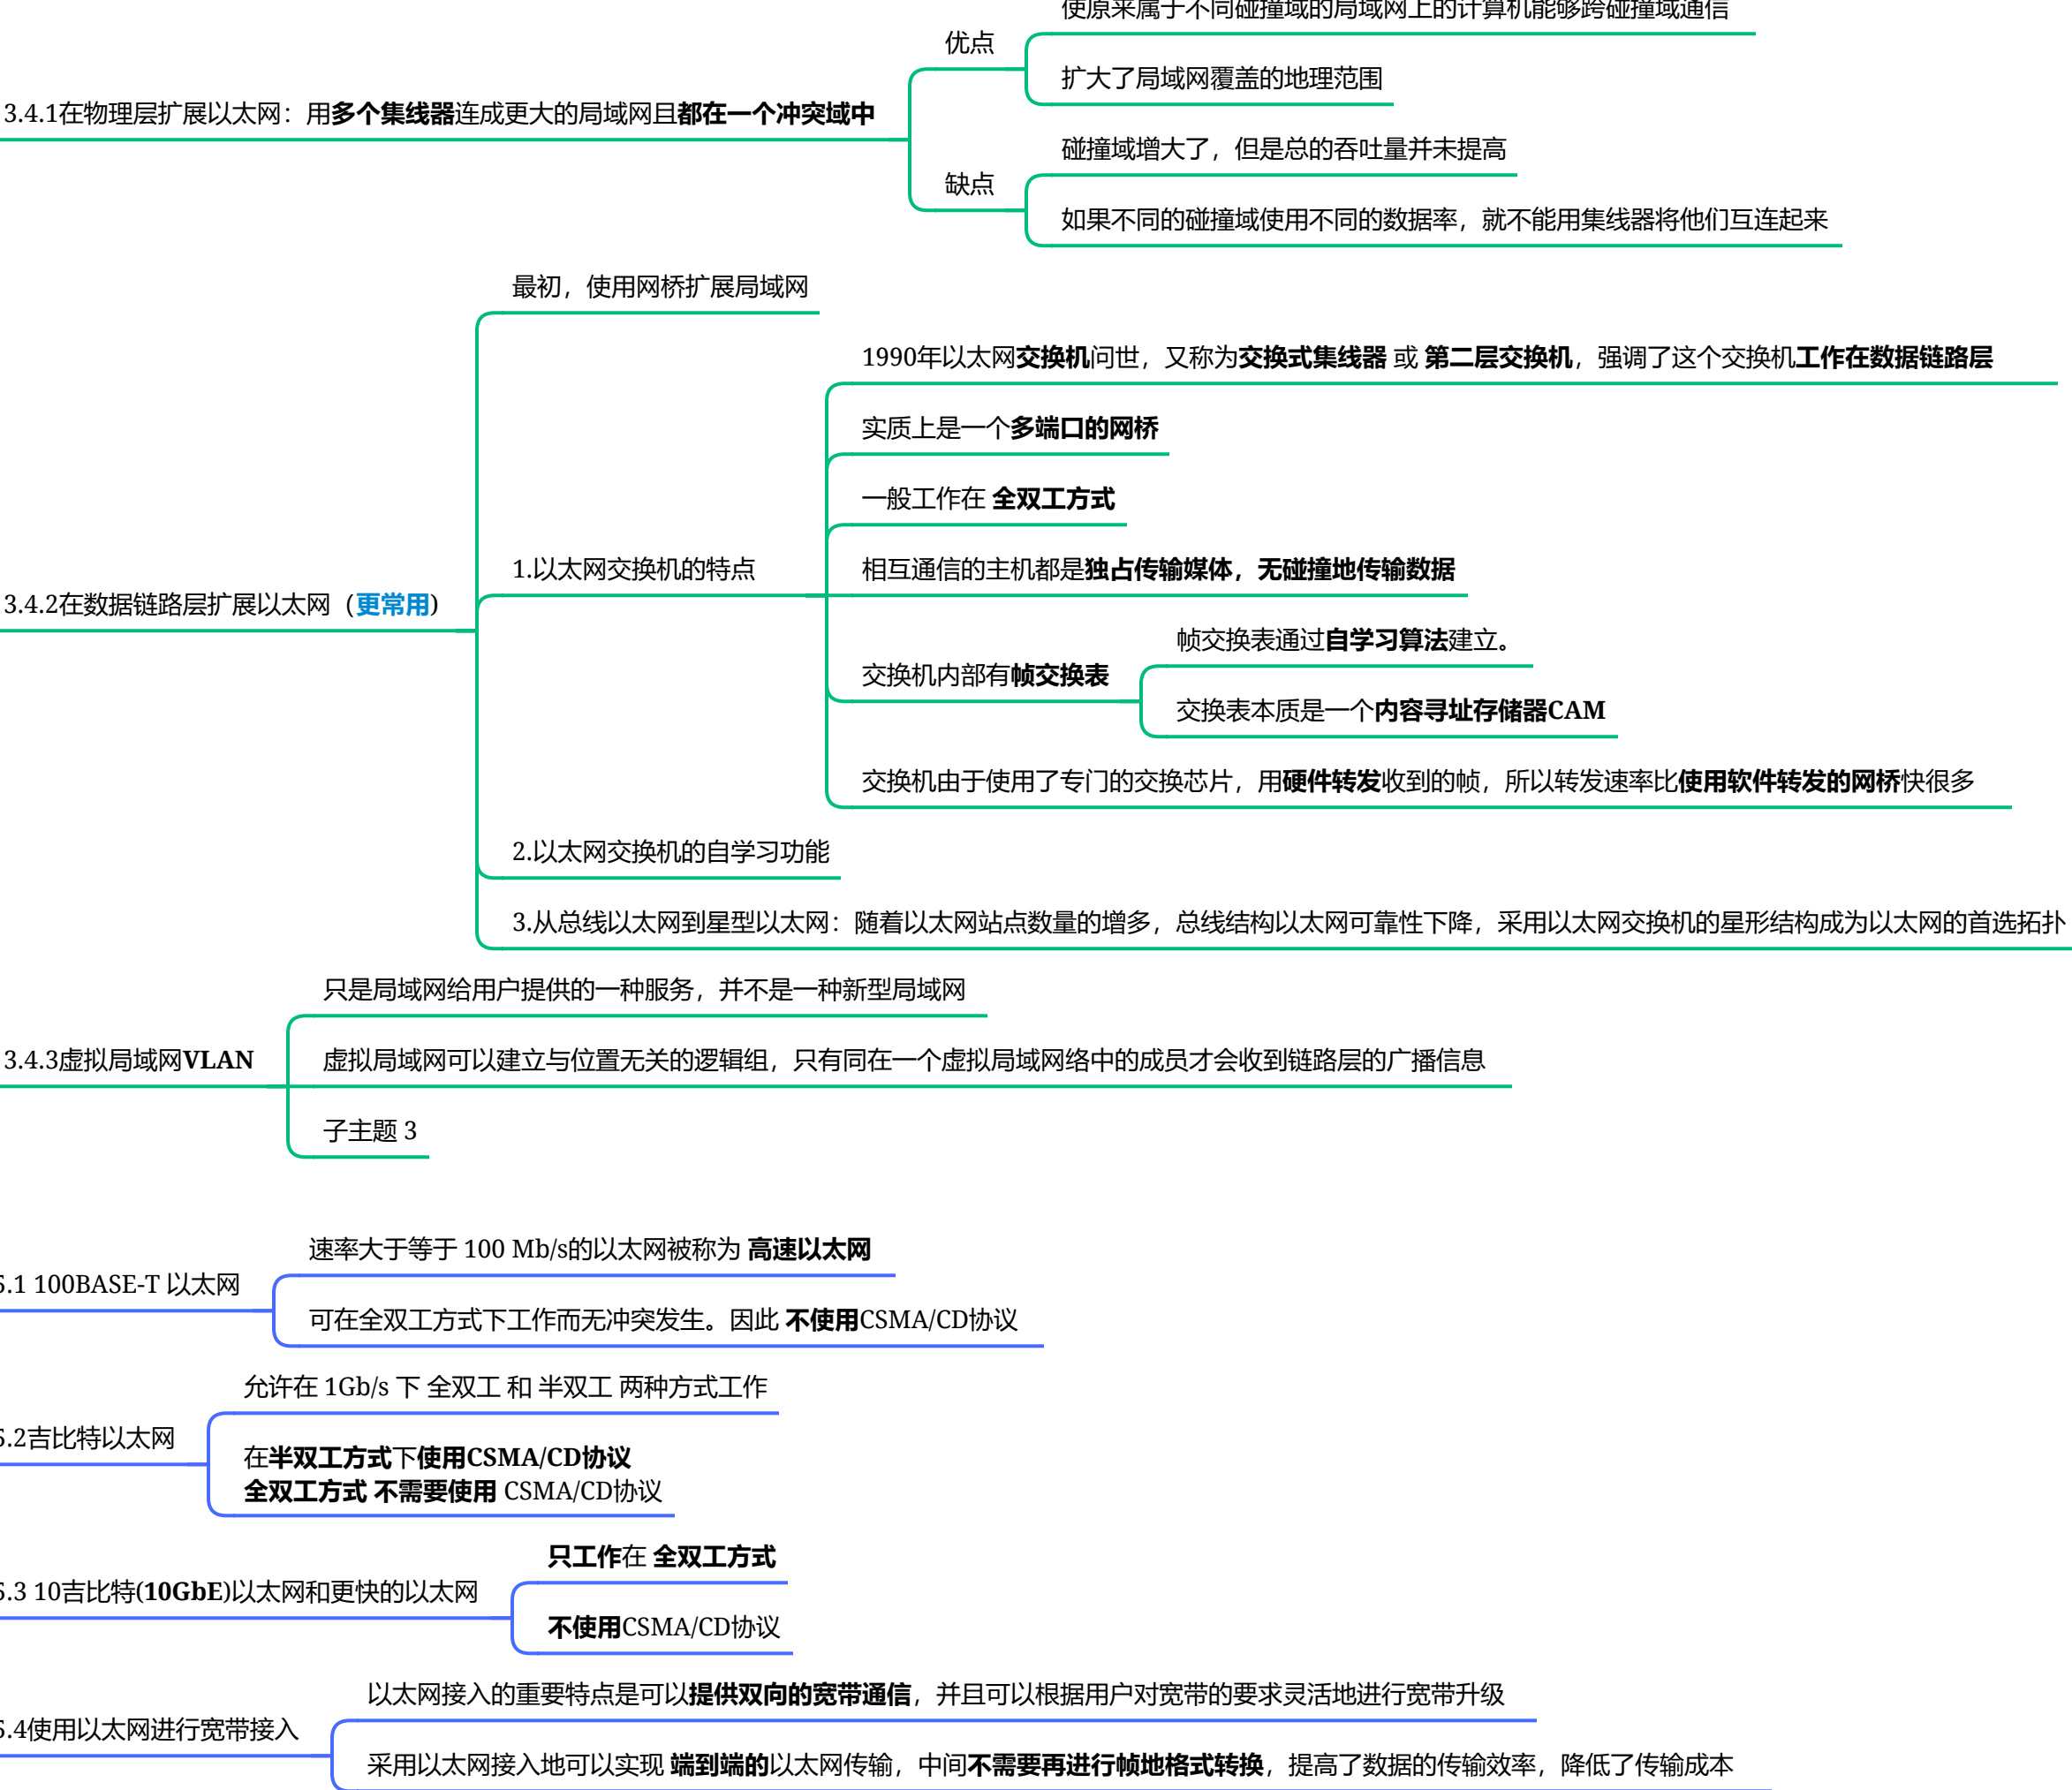 使原来属于不同碰撞域的局域网上的计算机能够跨碰撞域通信
优点
扩大了局域网覆盖的地理范围
3.4.1在物理层扩展以太网：用多个集线器连成更大的局域网且都在一个冲突域中
碰撞域增大了，但是总的吞吐量并未提高
缺点
如果不同的碰撞域使用不同的数据率，就不能用集线器将他们互连起来
最初，使用网桥扩展局域网
1990年以太网交换机问世，又称为交换式集线器 或 第二层交换机，强调了这个交换机工作在数据链路层
实质上是一个多端口的网桥
一般工作在 全双工方式
1.以太网交换机的特点
相互通信的主机都是独占传输媒体，无碰撞地传输数据
3.4.2在数据链路层扩展以太网（更常用）
帧交换表通过自学习算法建立。
交换机内部有帧交换表
交换表本质是一个内容寻址存储器CAM
交换机由于使用了专门的交换芯片，用硬件转发收到的帧，所以转发速率比使用软件转发的网桥快很多
2.以太网交换机的自学习功能
3.从总线以太网到星型以太网：随着以太网站点数量的增多，总线结构以太网可靠性下降，采用以太网交换机的星形结构成为以太网的首选拓扑
只是局域网给用户提供的一种服务，并不是一种新型局域网
3.4.3虚拟局域网VLAN
虚拟局域网可以建立与位置无关的逻辑组，只有同在一个虚拟局域网络中的成员才会收到链路层的广播信息
子主题 3
速率大于等于 100 Mb/s的以太网被称为 高速以太网
5.1 100BASE-T 以太网
可在全双工方式下工作而无冲突发生。因此 不使用CSMA/CD协议
允许在 1Gb/s 下 全双工 和 半双工 两种方式工作
5.2吉比特以太网
在半双工方式下使用CSMA/CD协议
全双工方式 不需要使用 CSMA/CD协议
只工作在 全双工方式
5.3 10吉比特(10GbE)以太网和更快的以太网
不使用CSMA/CD协议
以太网接入的重要特点是可以提供双向的宽带通信，并且可以根据用户对宽带的要求灵活地进行宽带升级
5.4使用以太网进行宽带接入
采用以太网接入地可以实现 端到端的以太网传输，中间不需要再进行帧地格式转换，提高了数据的传输效率，降低了传输成本